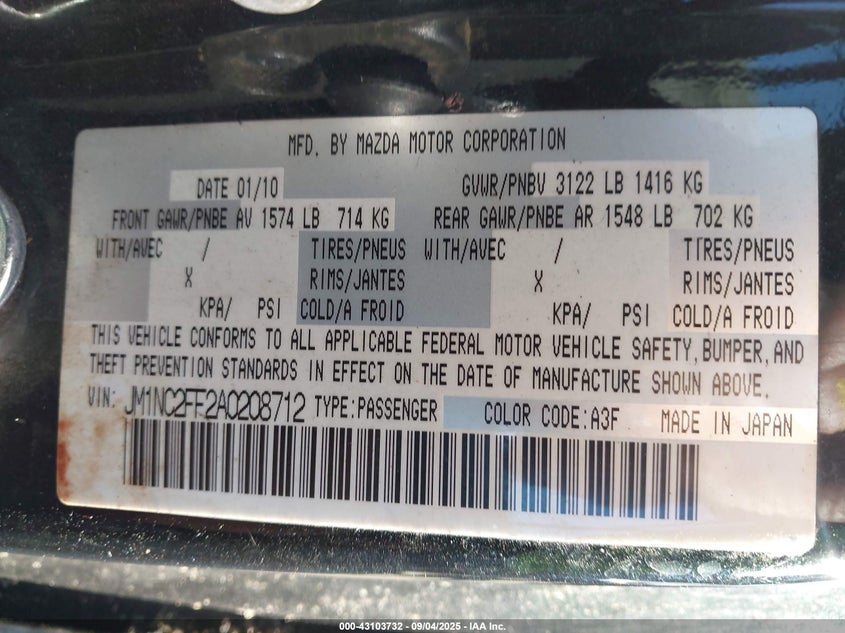 MFD. BY MAZDA MOTOR CORPORATION
DATE 01/10 GVWR/PNBV 3122 LB 1416 KG
FRONT GAWR/PNBE AV 1574 LB 714 KG REAR GAWR/PNBE AR 1548 LB 702 KG
WITH/AVEC / TIRES/PNEUS WITH/AVEC / TIRES/PNEUS
X RIMS/JANTES X RIMS/JANTES
KPA/ PSI COLD/A FROID KPA/ PSI COLD/A FROID
THIS VEHICLE CONFORMS TO ALL APPLICABLE FEDERAL MOTOR VEHICLE SAFETY, BUMPER, AND
THEFT PREVENTION STANDARDS IN EFFECT ON THE DATE OF MANUFACTURE SHOWN ABOVE.
VIN: JM1NC2FF2A0208712 TYPE:PASSENGER COLOR CODE:A3F MADE IN JAPAN
000-43103732 - 09/04/2025 - IAA Inc.